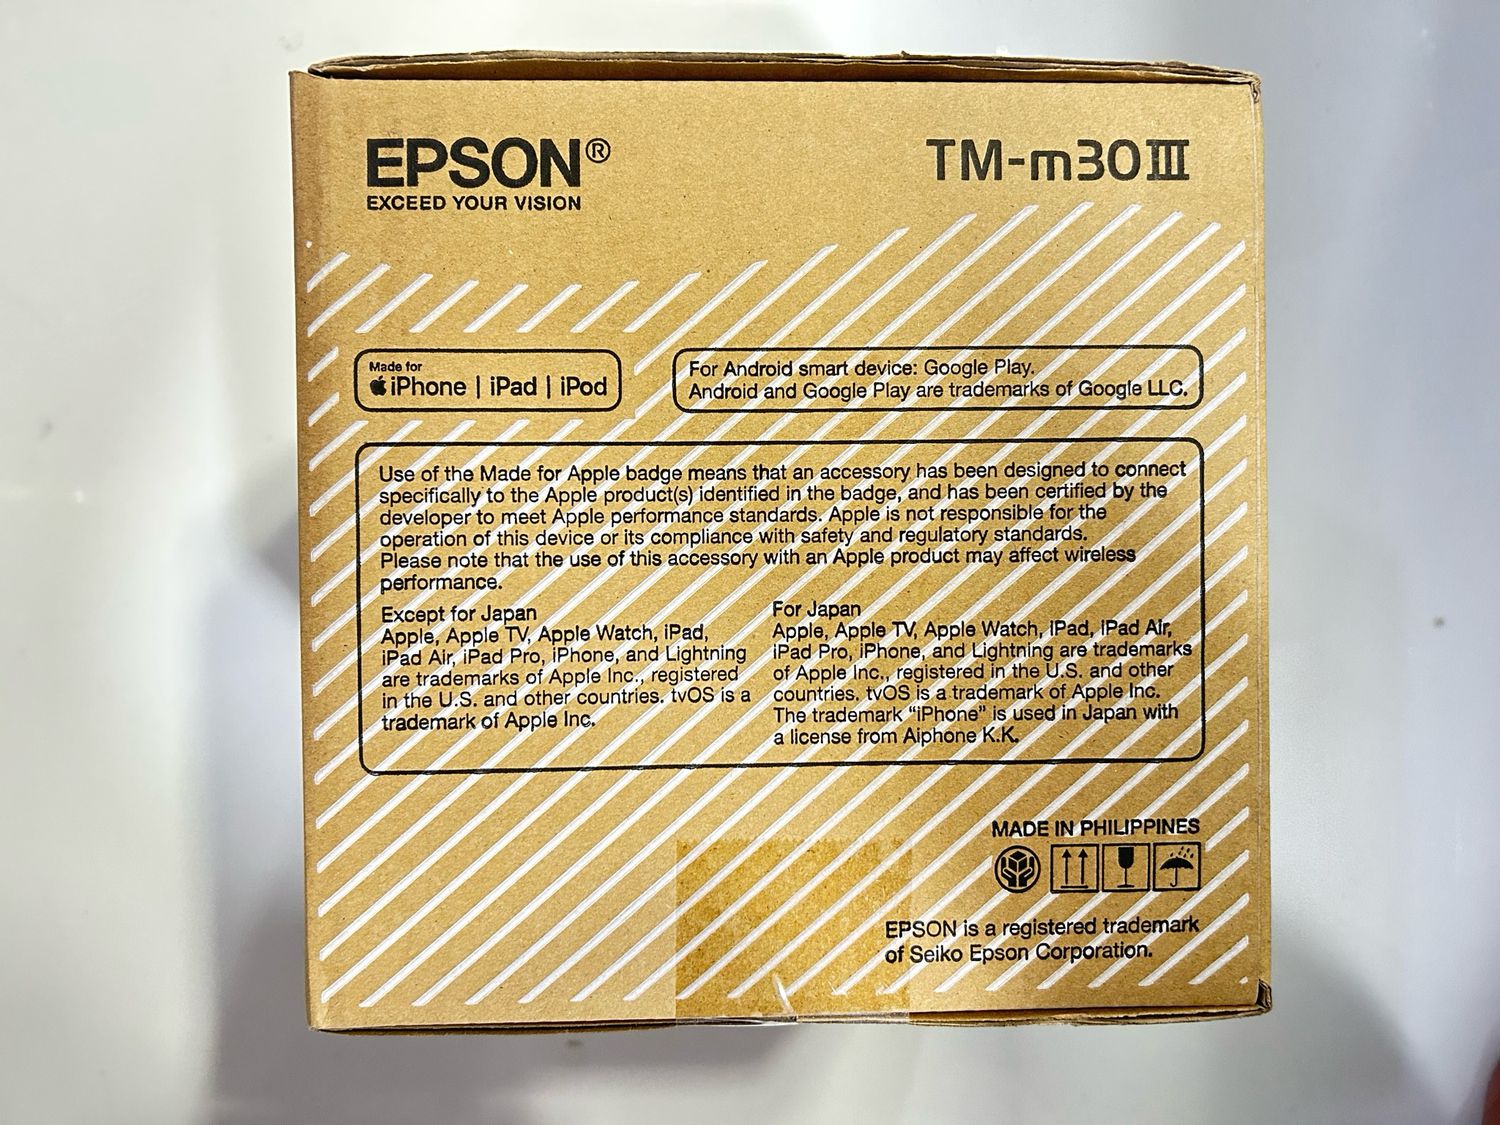 EPSON®
EXCEED YOUR VISION
TM-m30III
Made for
iPhone | iPad | iPod
For Android smart device: Google Play.
Android and Google Play are trademarks of Google LLC.
Use of the Made for Apple badge means that an accessory has been designed to connect
specifically to the Apple product(s) identified in the badge, and has been certified by the
developer to meet Apple performance standards. Apple is not responsible for the
operation of this device or its compliance with safety and regulatory standards.
Please note that the use of this accessory with an Apple product may affect wireless
performance.
Except for Japan
Apple, Apple TV, Apple Watch, iPad,
iPad Air, iPad Pro, iPhone, and Lightning
are trademarks of Apple Inc., registered
in the U.S. and other countries. tvOS is a
trademark of Apple Inc.
For Japan
Apple, Apple TV, Apple Watch, iPad, iPad Air,
iPad Pro, iPhone, and Lightning are trademarks
of Apple Inc., registered in the U.S. and other
countries. tvOS is a trademark of Apple Inc.
The trademark “iPhone” is used in Japan with
a license from Aiphone K.K.
MADE IN PHILIPPINES
EPSON is a registered trademark
of Seiko Epson Corporation.